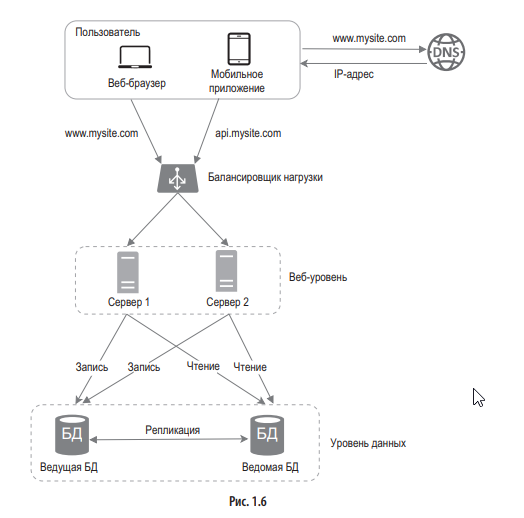 Пользователь
Веб-браузер
Мобильное
приложение
www.mysite.com
DNS
IP-адрес
www.mysite.com
api.mysite.com
Балансировщик нагрузки
Сервер 1
Сервер 2
Веб-уровень
Запись
Запись
Чтение
Чтение
БД
Репликация
БД
Ведущая БД
Ведомая БД
Уровень данных
Рис. 1.6